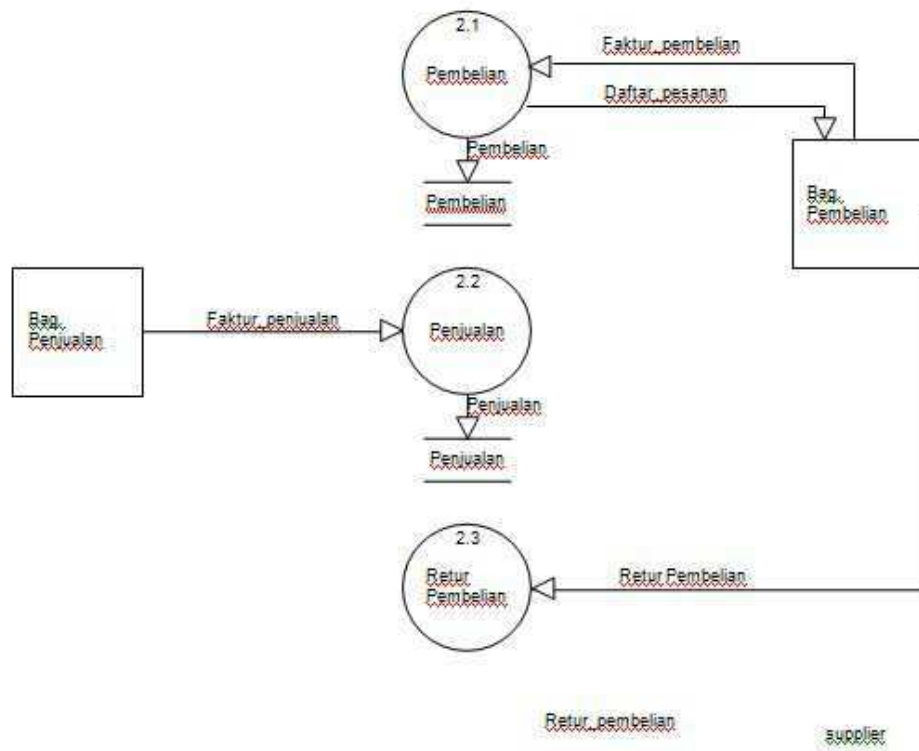 2.1
Pembelian
Faktur_pembelian
Daftar_pesanan
Pembelian
Pembelian
Bag.
Pembelian
2.2
Penjualan
Bag.
Penjualan
Faktur_penjualan
Penjualan
Penjualan
2.3
Retur
Pembelian
Retur Pembelian
Retur_pembelian
supplier